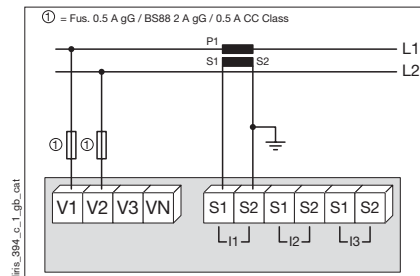 ① = Fus. 0.5 A gG / BS88 2 A gG / 0.5 A CC Class
P1
L1
S1 S2
L2
① ①
V1 V2 V3 VN S1 S2 S1 S2 S1 S2
I1 I2 I3
iris_394_c_1_gb_cat